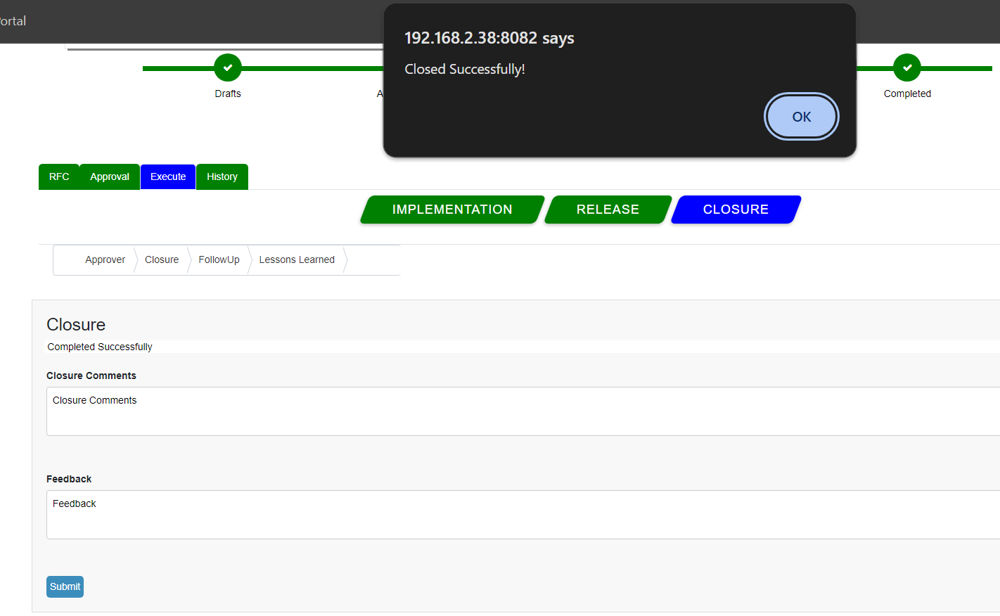 192.168.2.38:8082 says
Closed Successfully!
OK
Drafts
Completed
RFC Approval Execute History
IMPLEMENTATION RELEASE CLOSURE
Approver Closure FollowUp Lessons Learned
Closure
Completed Successfully
Closure Comments
Closure Comments
Feedback
Feedback
Submit